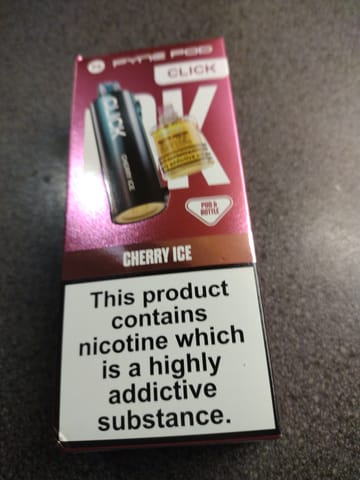 PYNE POD
CLICK
10K
CLICK
CHERRY ICE
POD &
BOTTLE
CHERRY ICE
This product
contains
nicotine which
is a highly
addictive
substance.